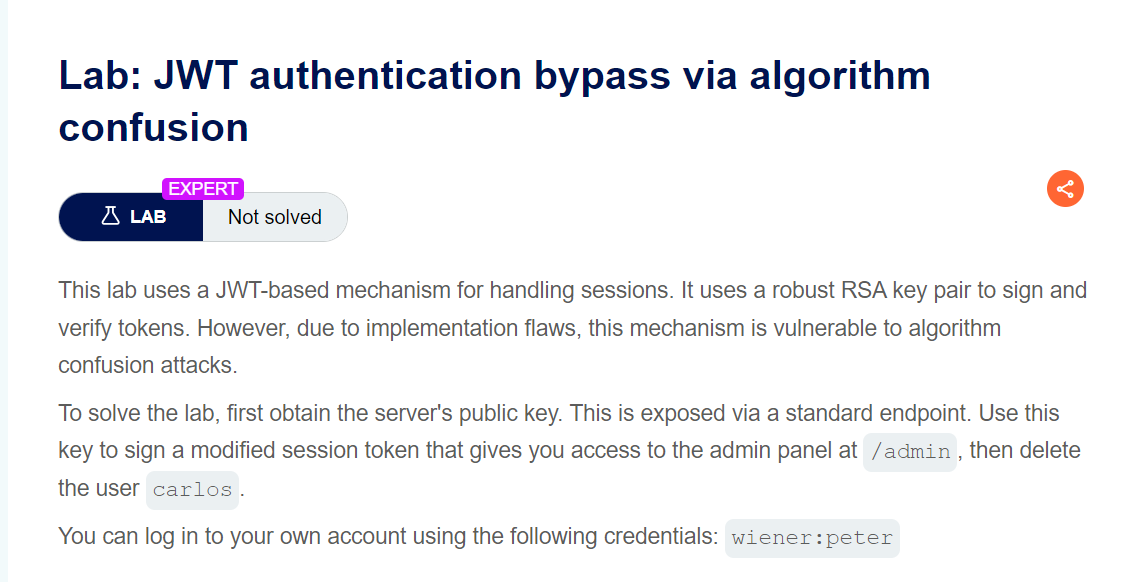 Lab: JWT authentication bypass via algorithm
confusion
EXPERT
LAB Not solved
This lab uses a JWT-based mechanism for handling sessions. It uses a robust RSA key pair to sign and
verify tokens. However, due to implementation flaws, this mechanism is vulnerable to algorithm
confusion attacks.
To solve the lab, first obtain the server's public key. This is exposed via a standard endpoint. Use this
key to sign a modified session token that gives you access to the admin panel at /admin, then delete
the user carlos.
You can log in to your own account using the following credentials: wiener:peter